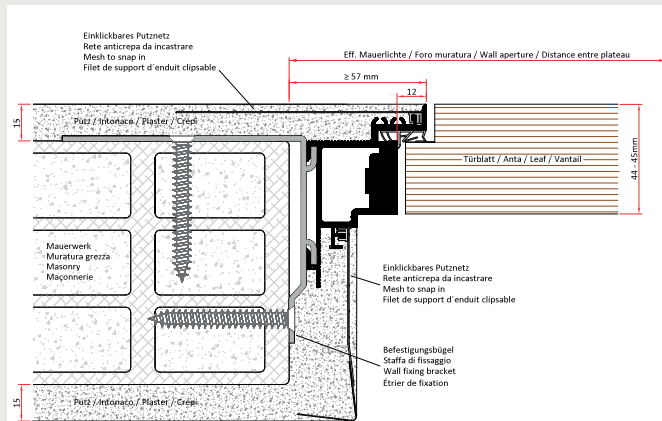 Einklickbares Putznetz
Rete anticrepa da incastrare
Mesh to snap in
Filet de support d´enduit clipsable
Eff. Mauerlichte / Foro muratura / Wall aperture / Distance entre plateau
≥ 57 mm
12
15
Putz / Intonaco / Plaster / Crépi
Türblatt / Anta / Leaf / Vantail
44 - 45mm
Mauerwerk
Muratura grezza
Masonry
Maçonnerie
Einklickbares Putznetz
Rete anticrepa da incastrare
Mesh to snap in
Filet de support d´enduit clipsable
Befestigungsbügel
Staffa di fissaggio
Wall fixing bracket
Étrier de fixation
15
Putz / Intonaco / Plaster / Crépi